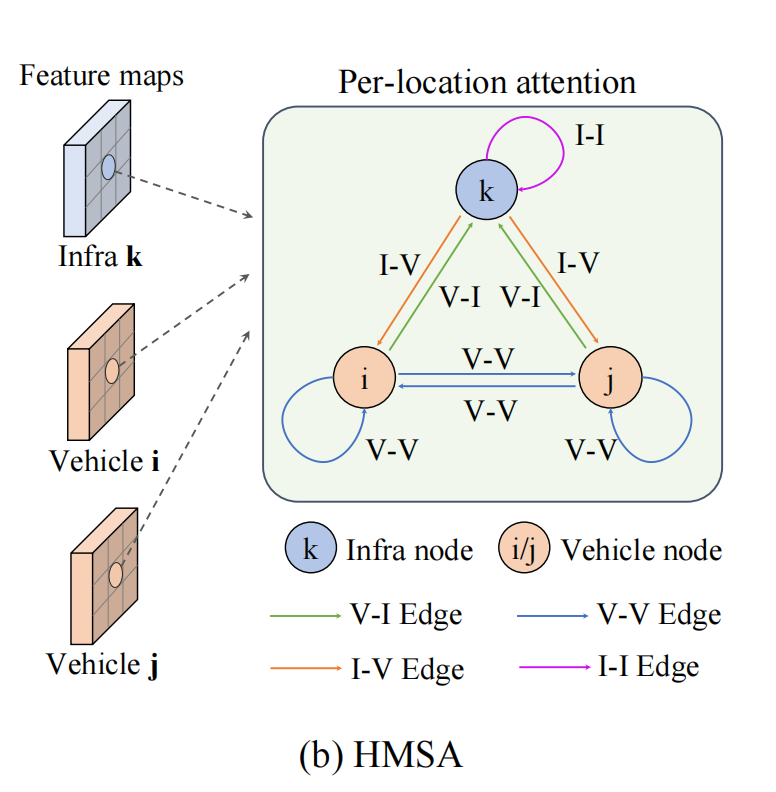 Feature maps
Per-location attention
Infra k
Vehicle i
Vehicle j
I-I
k
I-V
I-V
V-I
V-I
i
V-V
j
V-V
V-V
V-V
k
Infra node
i/j
Vehicle node
V-I Edge
V-V Edge
I-V Edge
I-I Edge
(b) HMSA